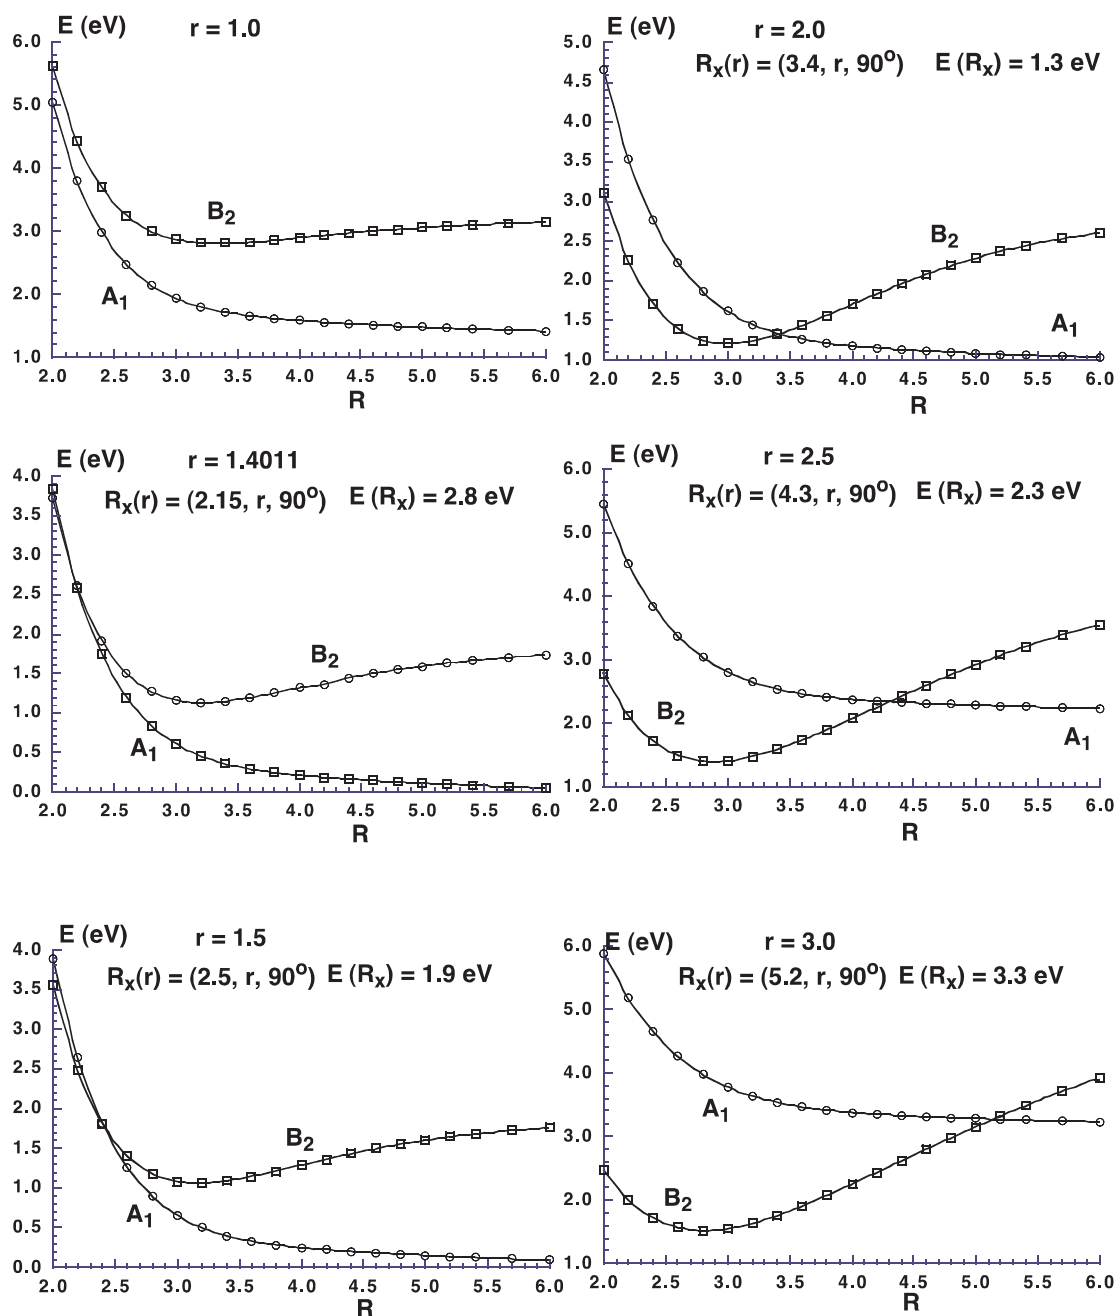 E (eV)
r = 1.0
6.0
5.0
4.0
3.0
2.0
1.0
B2
A1
2.0 2.5 3.0 3.5 4.0 4.5 5.0 5.5 6.0
R
E (eV)
r = 2.0
Rx(r) = (3.4, r, 90o) E (Rx) = 1.3 eV
5.0
4.5
4.0
3.5
3.0
2.5
2.0
1.5
1.0
B2
A1
2.0 2.5 3.0 3.5 4.0 4.5 5.0 5.5 6.0
R
E (eV)
r = 1.4011
Rx(r) = (2.15, r, 90o) E (Rx) = 2.8 eV
4.0
3.5
3.0
2.5
2.0
1.5
1.0
0.5
0.0
B2
A1
2.0 2.5 3.0 3.5 4.0 4.5 5.0 5.5 6.0
R
E (eV)
r = 2.5
Rx(r) = (4.3, r, 90o) E (Rx) = 2.3 eV
6.0
5.0
4.0
3.0
2.0
1.0
B2
A1
2.0 2.5 3.0 3.5 4.0 4.5 5.0 5.5 6.0
R
E (eV)
r = 1.5
Rx(r) = (2.5, r, 90o) E (Rx) = 1.9 eV
4.0
3.5
3.0
2.5
2.0
1.5
1.0
0.5
0.0
B2
A1
2.0 2.5 3.0 3.5 4.0 4.5 5.0 5.5 6.0
R
E (eV)
r = 3.0
Rx(r) = (5.2, r, 90o) E (Rx) = 3.3 eV
6.0
5.0
4.0
3.0
2.0
1.0
A1
B2
2.0 2.5 3.0 3.5 4.0 4.5 5.0 5.5 6.0
R